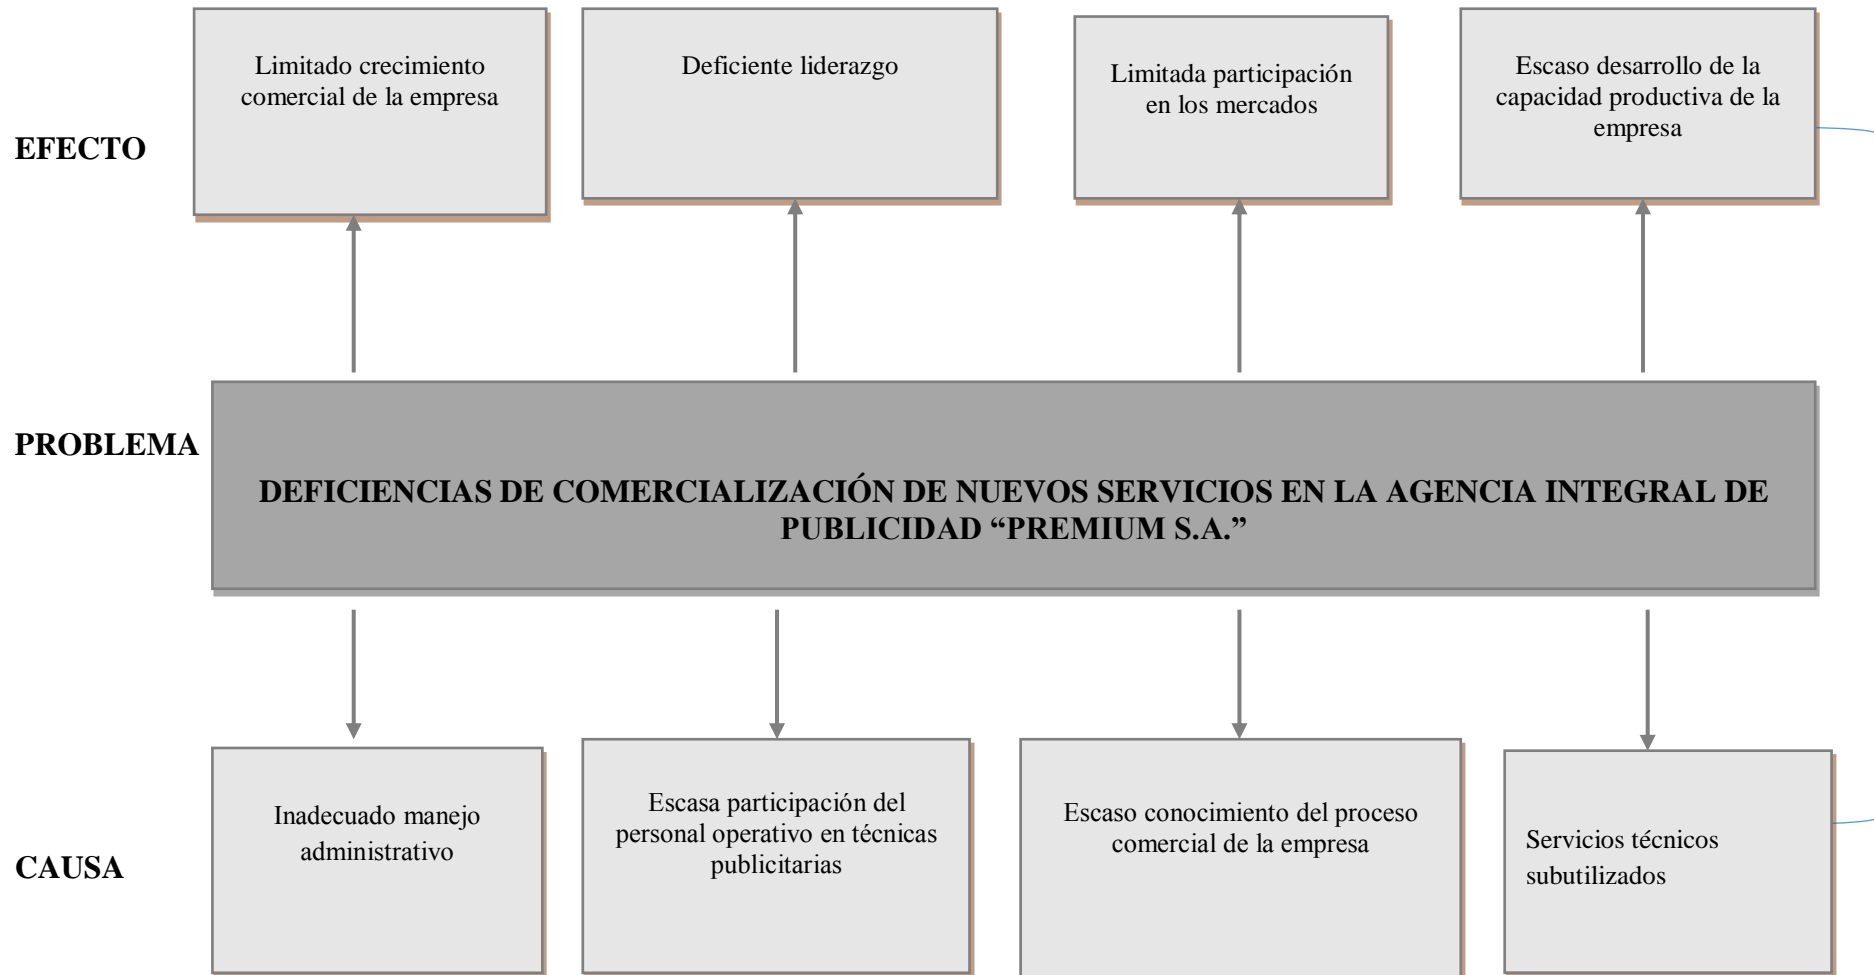 Limitado crecimiento
comercial de la empresa
Deficiente liderazgo
Limitada participación
en los mercados
Escaso desarrollo de la
capacidad productiva de la
empresa
EFECTO
PROBLEMA
DEFICIENCIAS DE COMERCIALIZACIÓN DE NUEVOS SERVICIOS EN LA AGENCIA INTEGRAL DE
PUBLICIDAD “PREMIUM S.A.”
Inadecuado manejo
administrativo
Escasa participación del
personal operativo en técnicas
publicitarias
Escaso conocimiento del proceso
comercial de la empresa
Servicios técnicos
subutilizados
CAUSA